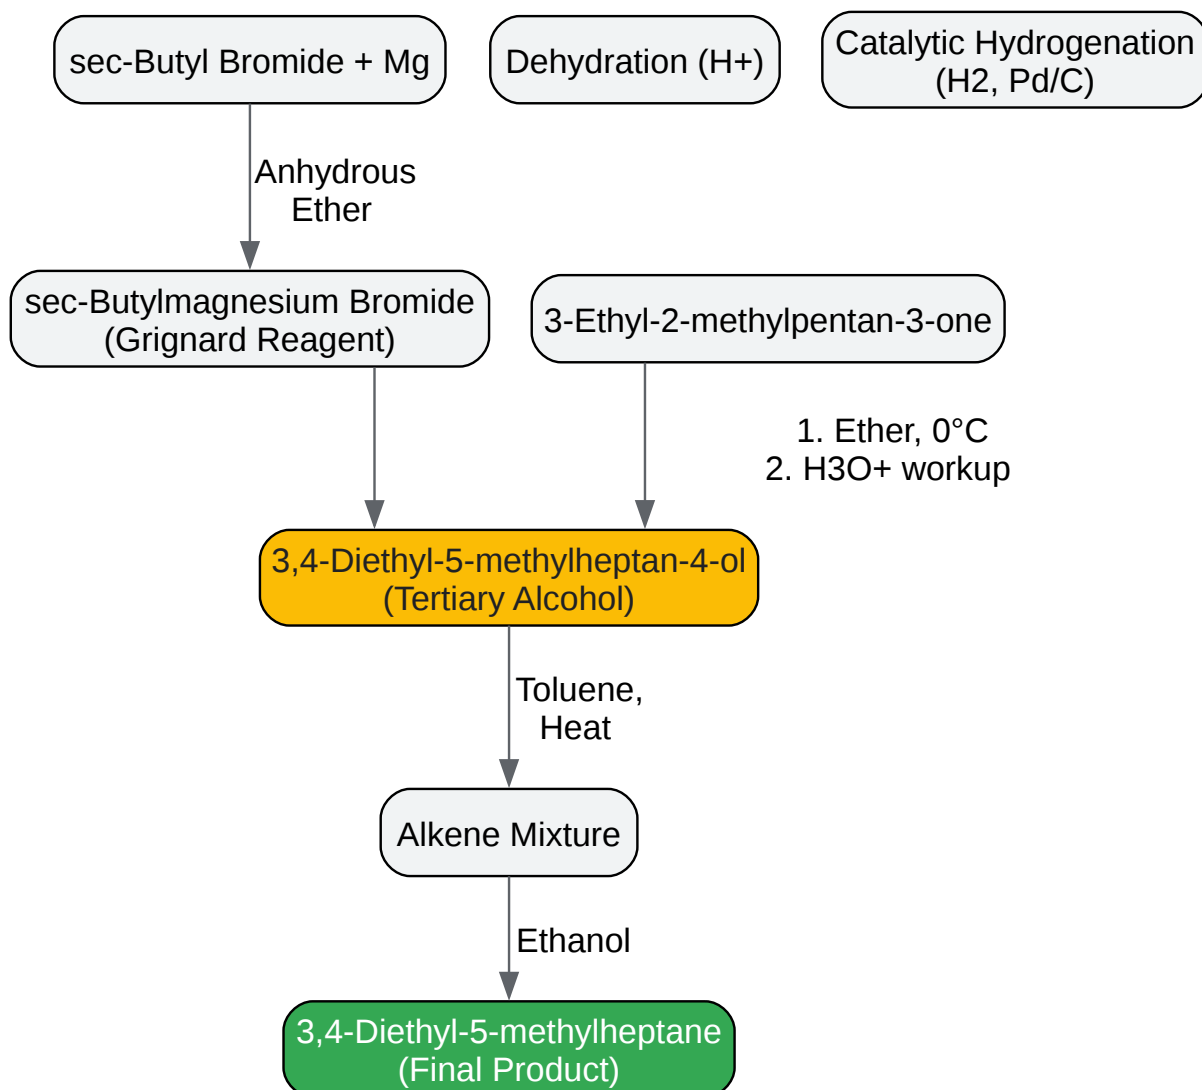 sec-Butyl Bromide + Mg
Dehydration (H+)
Catalytic Hydrogenation
(H2, Pd/C)
Anhydrous
Ether
sec-Butylmagnesium Bromide
(Grignard Reagent)
3-Ethyl-2-methylpentan-3-one
1. Ether, 0°C
2. H3O+ workup
3,4-Diethyl-5-methylheptan-4-ol
(Tertiary Alcohol)
Toluene,
Heat
Alkene Mixture
Ethanol
3,4-Diethyl-5-methylheptane
(Final Product)